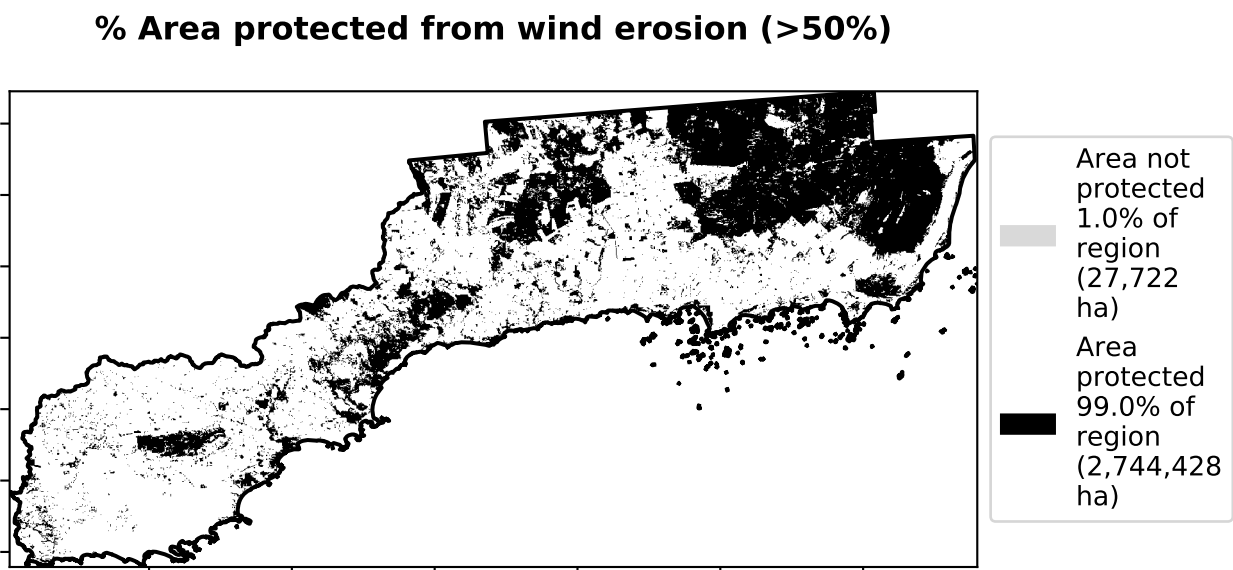 % Area protected from wind erosion (>50%)
Area not
protected
1.0% of
region
(27,722
ha)
Area
protected
99.0% of
region
(2,744,428
ha)